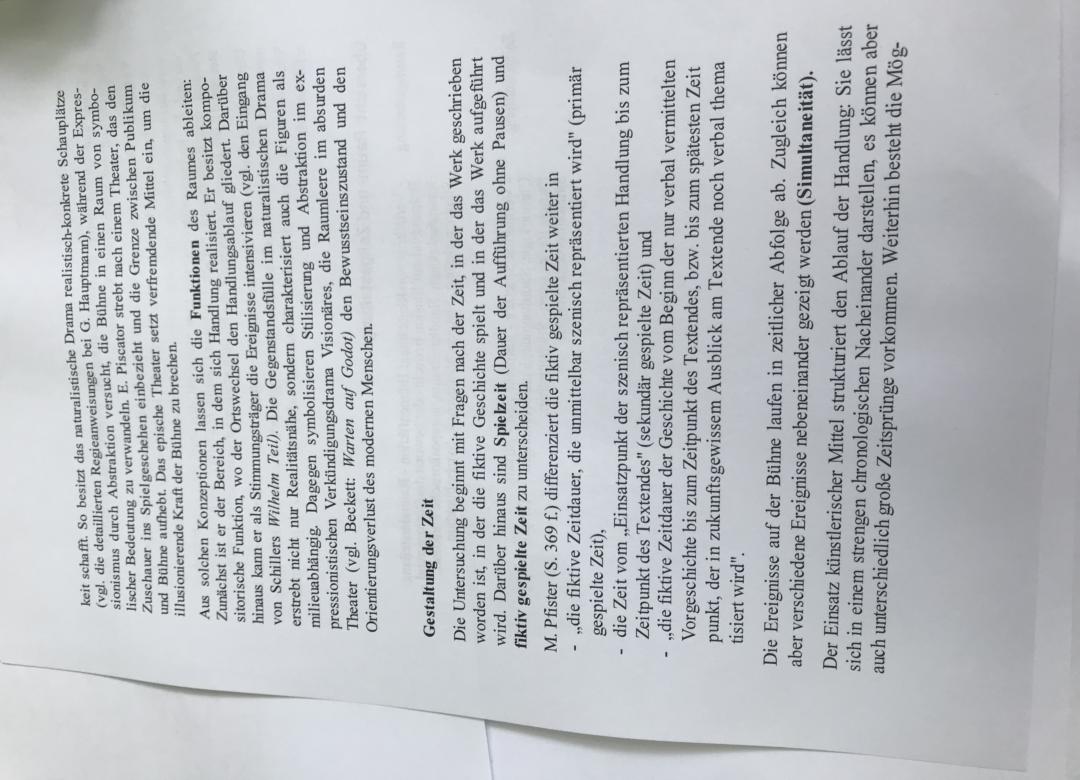 keit schafft. So besitzt das naturalistische Drama realistisch-konkrete Schauplätze
(vgl. die detaillierten Regieanweisungen bei G. Hauptmann), während der Expres-
sionismus durch Abstraktion versucht, die Bühne in einen Raum von symbo-
lischer Bedeutung zu verwandeln. E. Piscator strebt nach einem Theater, das den
Zuschauer ins Spielgeschehen einbezieht und die Grenze zwischen Publikum
und Bühne aufhebt. Das epische Theater setzt verfremdende Mittel ein, um die
illusionierende Kraft der Bühne zu brechen.
Aus solchen Konzeptionen lassen sich die Funktionen des Raumes ableiten:
Zunächst ist er der Bereich, in dem sich Handlung realisiert. Er besitzt kompo-
sitorische Funktion, wo der Ortswechsel den Handlungsablauf gliedert. Darüber
hinaus kann er als Stimmungsträger die Ereignisse intensivieren (vgl. den Eingang
von Schillers Wilhelm Tell). Die Gegenstandsfülle im naturalistischen Drama
erstrebt nicht nur Realitätsnähe, sondern charakterisiert auch die Figuren als
milieuabhängig. Dagegen symbolisieren Stilisierung und Abstraktion im ex-
pressionistischen Verkündigungsdrama Visionäres, die Raumleere im absurden
Theater (vgl. Beckett: Warten auf Godot) den Bewusstseinszustand und den
Orientierungsverlust des modernen Menschen.
Gestaltung der Zeit
Die Untersuchung beginnt mit Fragen nach der Zeit, in der das Werk geschrieben
worden ist, in der die fiktive Geschichte spielt und in der das Werk aufgeführt
wird. Darüber hinaus sind Spielzeit (Dauer der Aufführung ohne Pausen) und
fiktiv gespielte Zeit zu unterscheiden.
M. Pfister (S. 369 f.) differenziert die fiktiv gespielte Zeit weiter in
- „die fiktive Zeitdauer, die unmittelbar szenisch repräsentiert wird" (primär
gespielte Zeit),
- die Zeit vom „Einsatzpunkt der szenisch repräsentierten Handlung bis zum
Zeitpunkt des Textendes" (sekundär gespielte Zeit) und
- „die fiktive Zeitdauer der Geschichte vom Beginn der nur verbal vermittelten
Vorgeschichte bis zum Zeitpunkt des Textendes, bzw. bis zum spätesten Zeit
punkt, der in zukunftsgewissem Ausblick am Textende noch verbal thema
tisiert wird".
Die Ereignisse auf der Bühne laufen in zeitlicher Abfolge ab. Zugleich können
aber verschiedene Ereignisse nebeneinander gezeigt werden (Simultaneität).
Der Einsatz künstlerischer Mittel strukturiert den Ablauf der Handlung: Sie lässt
sich in einem strengen chronologischen Nacheinander darstellen, es können aber
auch unterschiedlich große Zeitsprünge vorkommen. Weiterhin besteht die Mög-